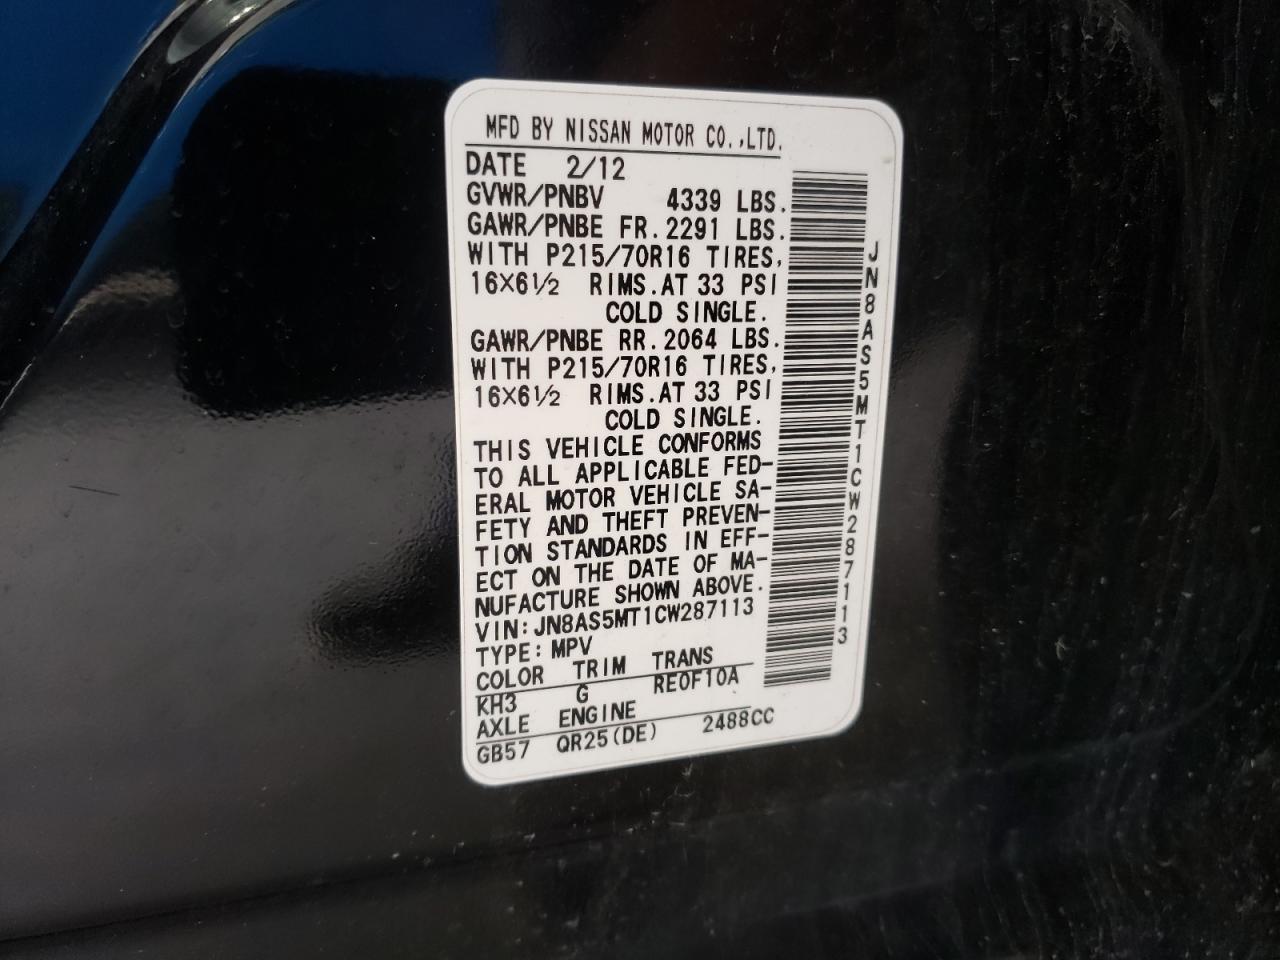 MFD BY NISSAN MOTOR CO.,LTD.
DATE 2/12
GVWR/PNBV 4339 LBS.
GAWR/PNBE FR. 2291 LBS.
WITH P215/70R16 TIRES,
16×6½ RIMS. AT 33 PSI
COLD SINGLE.
GAWR/PNBE RR. 2064 LBS.
WITH P215/70R16 TIRES,
16×6½ RIMS. AT 33 PSI
COLD SINGLE.
THIS VEHICLE CONFORMS
TO ALL APPLICABLE FED-
ERAL MOTOR VEHICLE SA-
FETY AND THEFT PREVEN-
TION STANDARDS IN EFF-
ECT ON THE DATE OF MA-
NUFACTURE SHOWN ABOVE.
VIN: JN8AS5MT1CW287113
TYPE: MPV
COLOR TRIM TRANS
KH3 G RE0F10A
AXLE ENGINE
GB57 QR25(DE) 2488CC
JN8AS5MT1CW287113